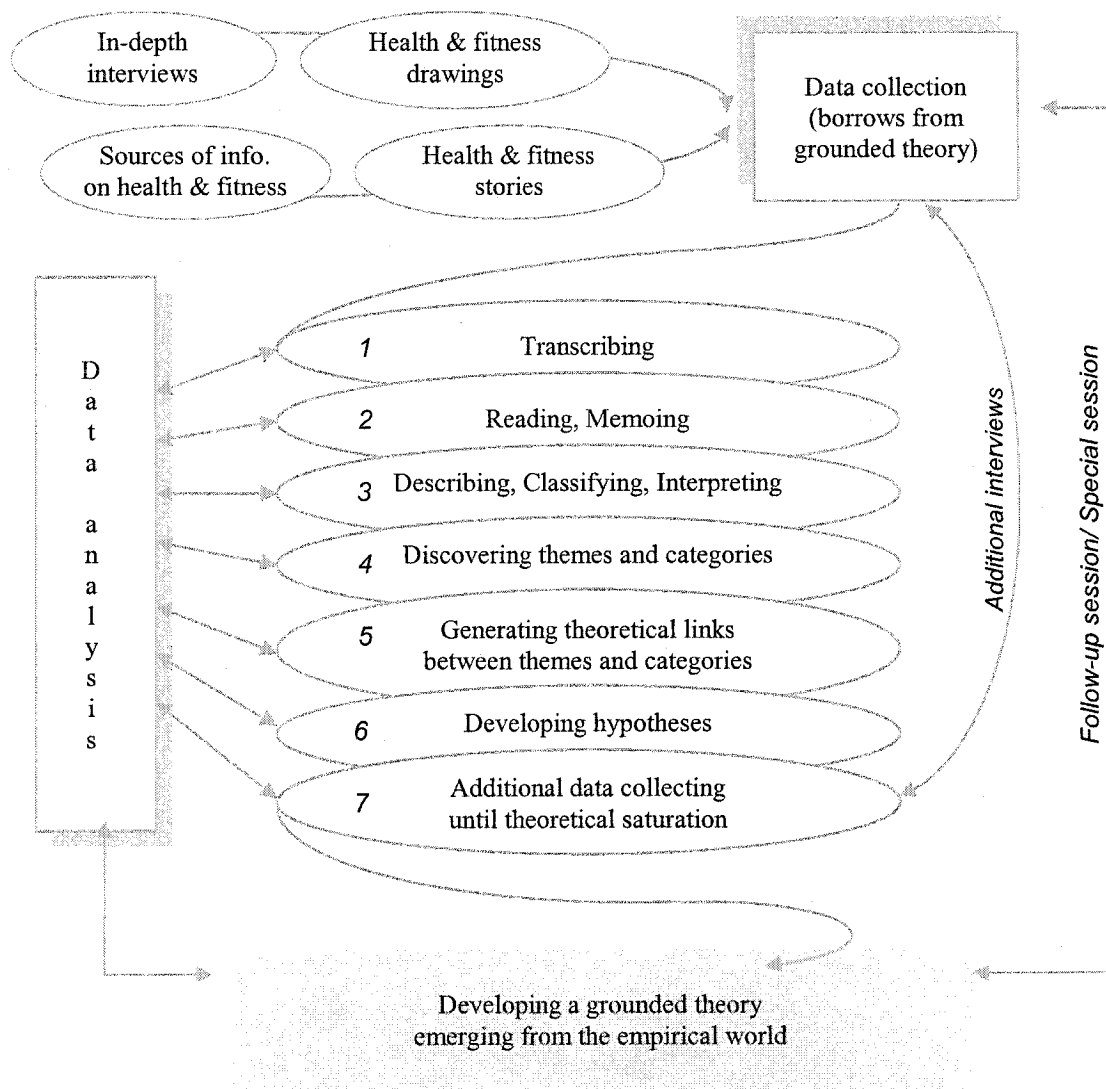 In-depth
interviews
Health & fitness
drawings
Data collection
(borrows from
grounded theory)
Sources of info.
on health & fitness
Health & fitness
stories
Data analysis
1 Transcribing
2 Reading, Memoing
3 Describing, Classifying, Interpreting
4 Discovering themes and categories
5 Generating theoretical links
between themes and categories
6 Developing hypotheses
7 Additional data collecting
until theoretical saturation
Additional interviews
Follow-up session/ Special session
Developing a grounded theory
emerging from the empirical world